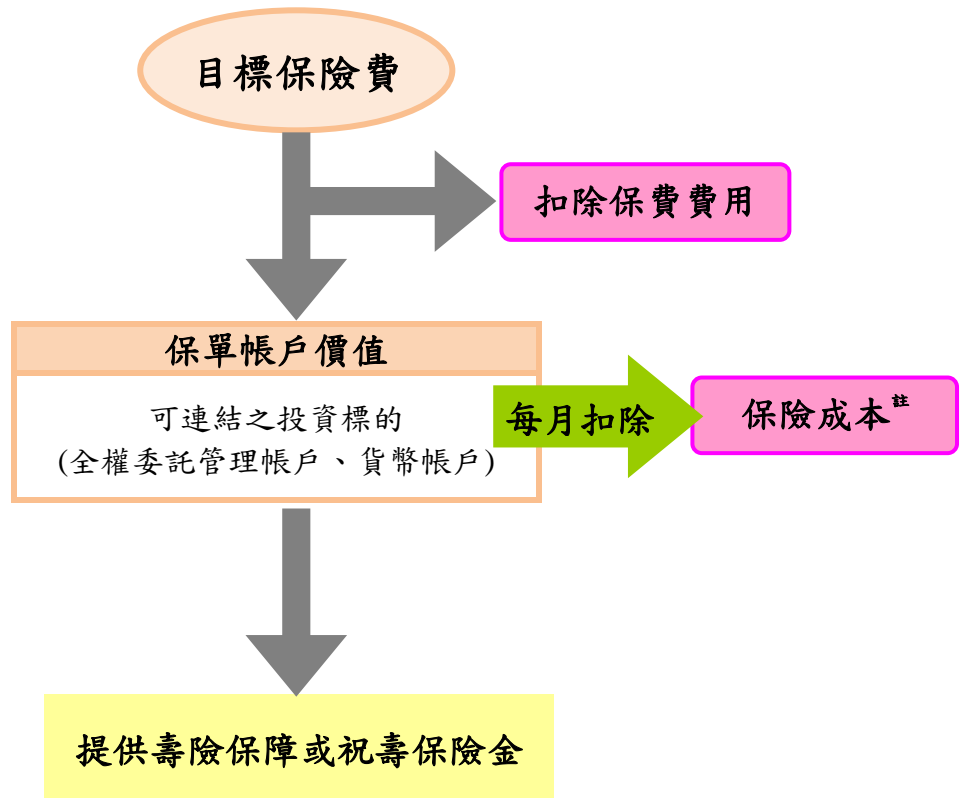 目標保險費
扣除保費費用
保單帳戶價值
可連結之投資標的
(全權委託管理帳戶、貨幣帳戶)
每月扣除
保險成本註
提供壽險保障或祝壽保險金